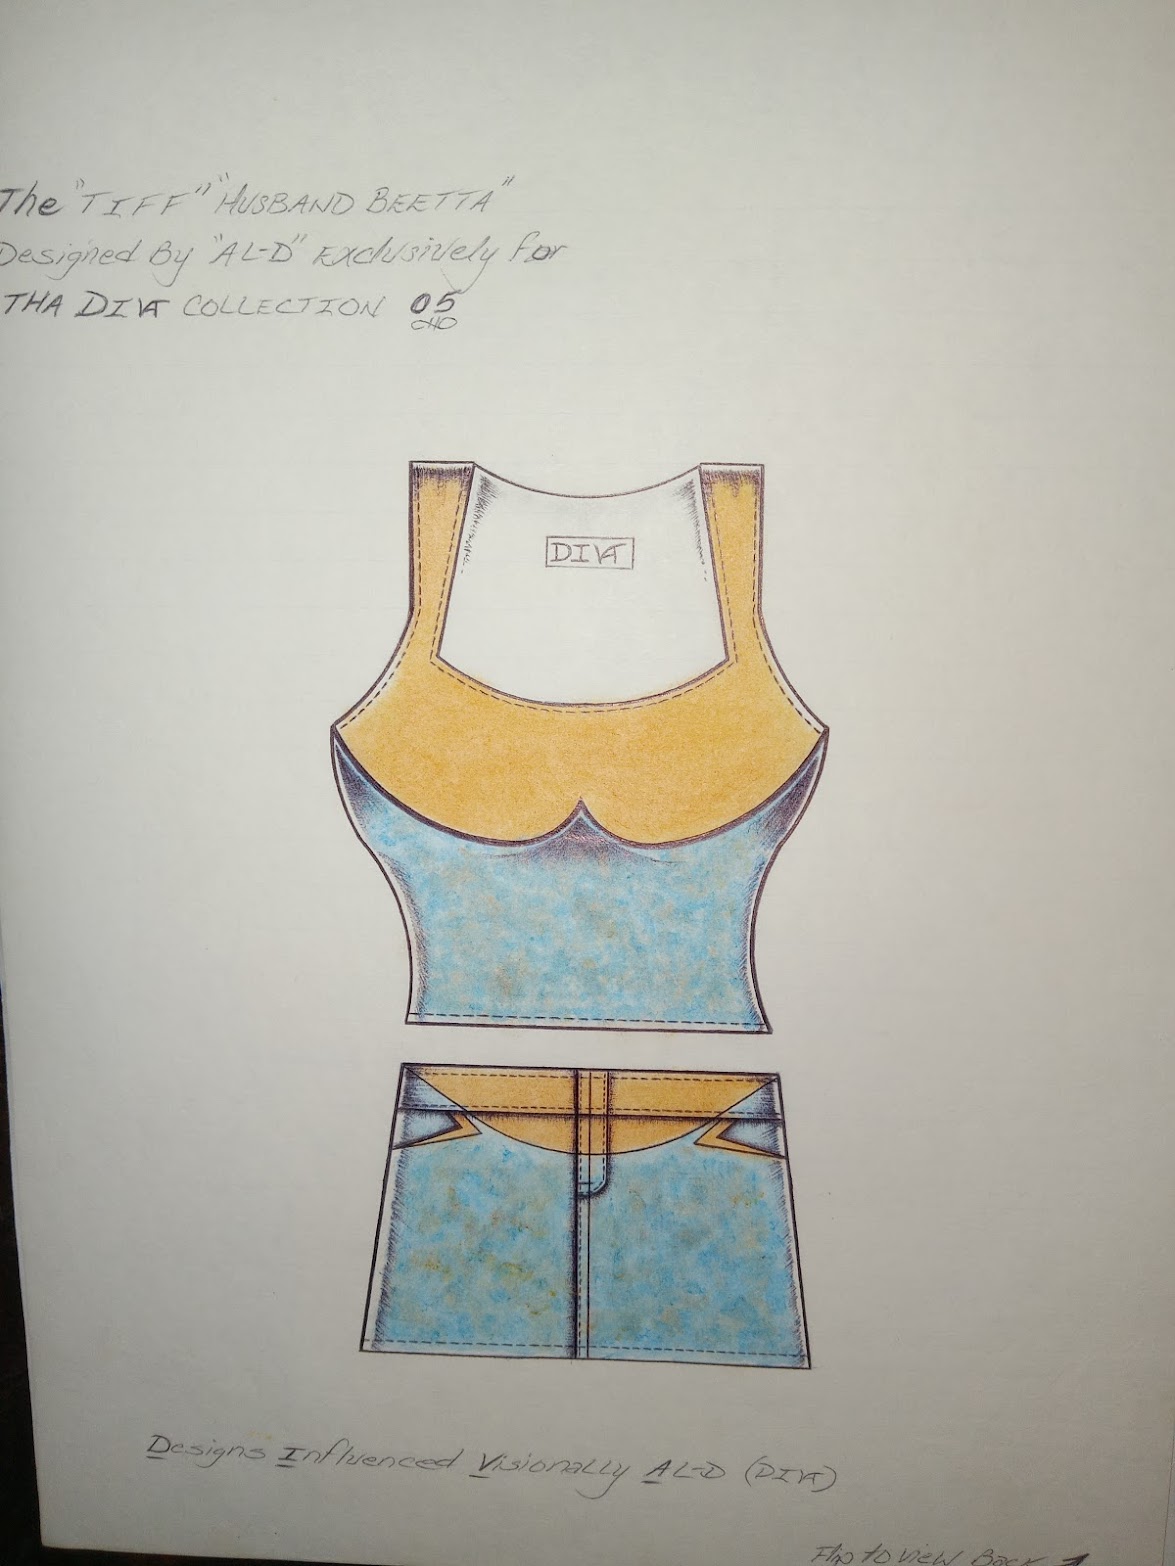 The "TIFF" "HUSBAND BEETTA"
Designed By "AL-D" Exclusively for
THA DIVA COLLECTION 05
DIVA
Designs Influenced Visionally AL-D (DIVA)
Flip to view Back